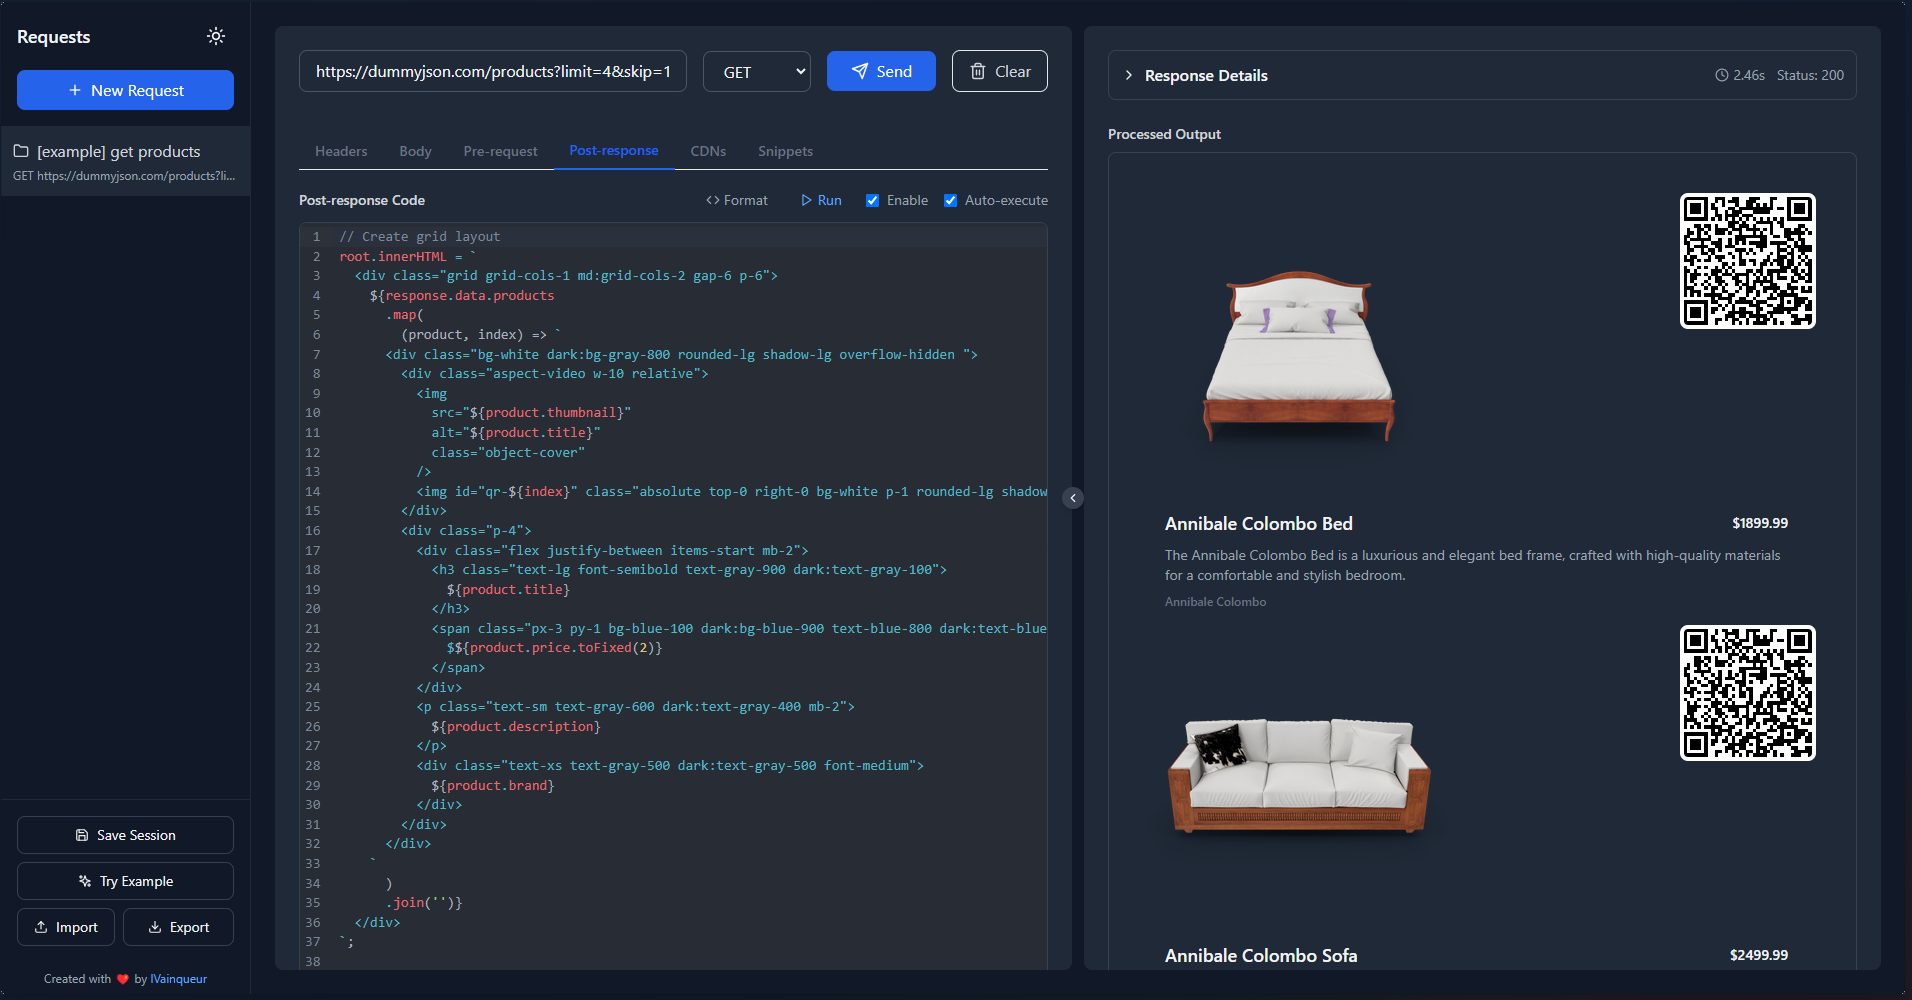 Requests
New Request
[example] get products
GET https://dummyjson.com/products?li...
Save Session
Try Example
Import
Export
Created with ❤️ by IVainqueur
https://dummyjson.com/products?limit=4&skip=1
GET
Send
Clear
Headers
Body
Pre-request
Post-response
CDNs
Snippets
Post-response Code
<> Format
Run
Enable
Auto-execute
1 // Create grid layout
2 root.innerHTML = `
3 <div class="grid grid-cols-1 md:grid-cols-2 gap-6 p-6">
4 ${response.data.products
5 .map(
6 (product, index) => `
7 <div class="bg-white dark:bg-gray-800 rounded-lg shadow-lg overflow-hidden ">
8 <div class="aspect-video w-10 relative">
9 <img
10 src="${product.thumbnail}"
11 alt="${product.title}"
12 class="object-cover"
13 />
14 <img id="qr-${index}" class="absolute top-0 right-0 bg-white p-1 rounded-lg shadow
15 </div>
16 <div class="p-4">
17 <div class="flex justify-between items-start mb-2">
18 <h3 class="text-lg font-semibold text-gray-900 dark:text-gray-100">
19 ${product.title}
20 </h3>
21 <span class="px-3 py-1 bg-blue-100 dark:bg-blue-900 text-blue-800 dark:text-blue
22 $${product.price.toFixed(2)}
23 </span>
24 </div>
25 <p class="text-sm text-gray-600 dark:text-gray-400 mb-2">
26 ${product.description}
27 </p>
28 <div class="text-xs text-gray-500 dark:text-gray-500 font-medium">
29 ${product.brand}
30 </div>
31 </div>
32 </div>
33 `
34 )
35 .join('')}
36 </div>
37 `;
38
Response Details
2.46s Status: 200
Processed Output
Annibale Colombo Bed
$1899.99
The Annibale Colombo Bed is a luxurious and elegant bed frame, crafted with high-quality materials
for a comfortable and stylish bedroom.
Annibale Colombo
Annibale Colombo Sofa
$2499.99